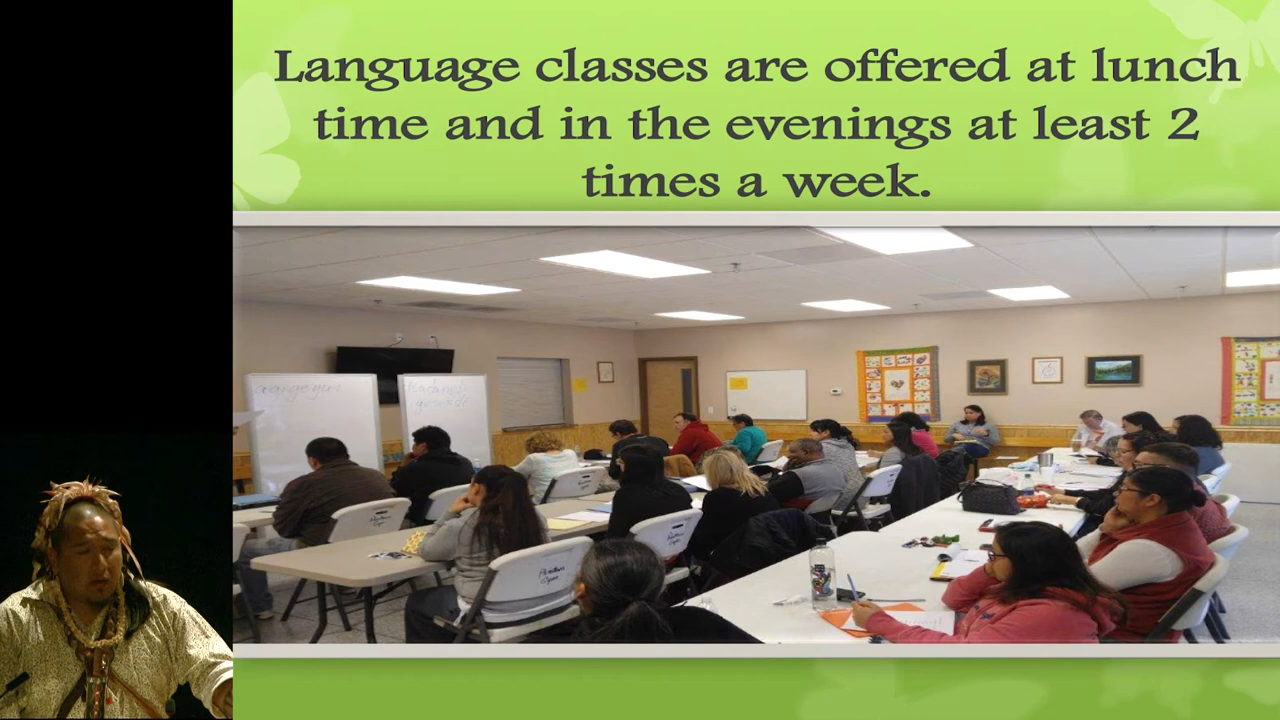 Language classes are offered at lunch
time and in the evenings at least 2
times a week.